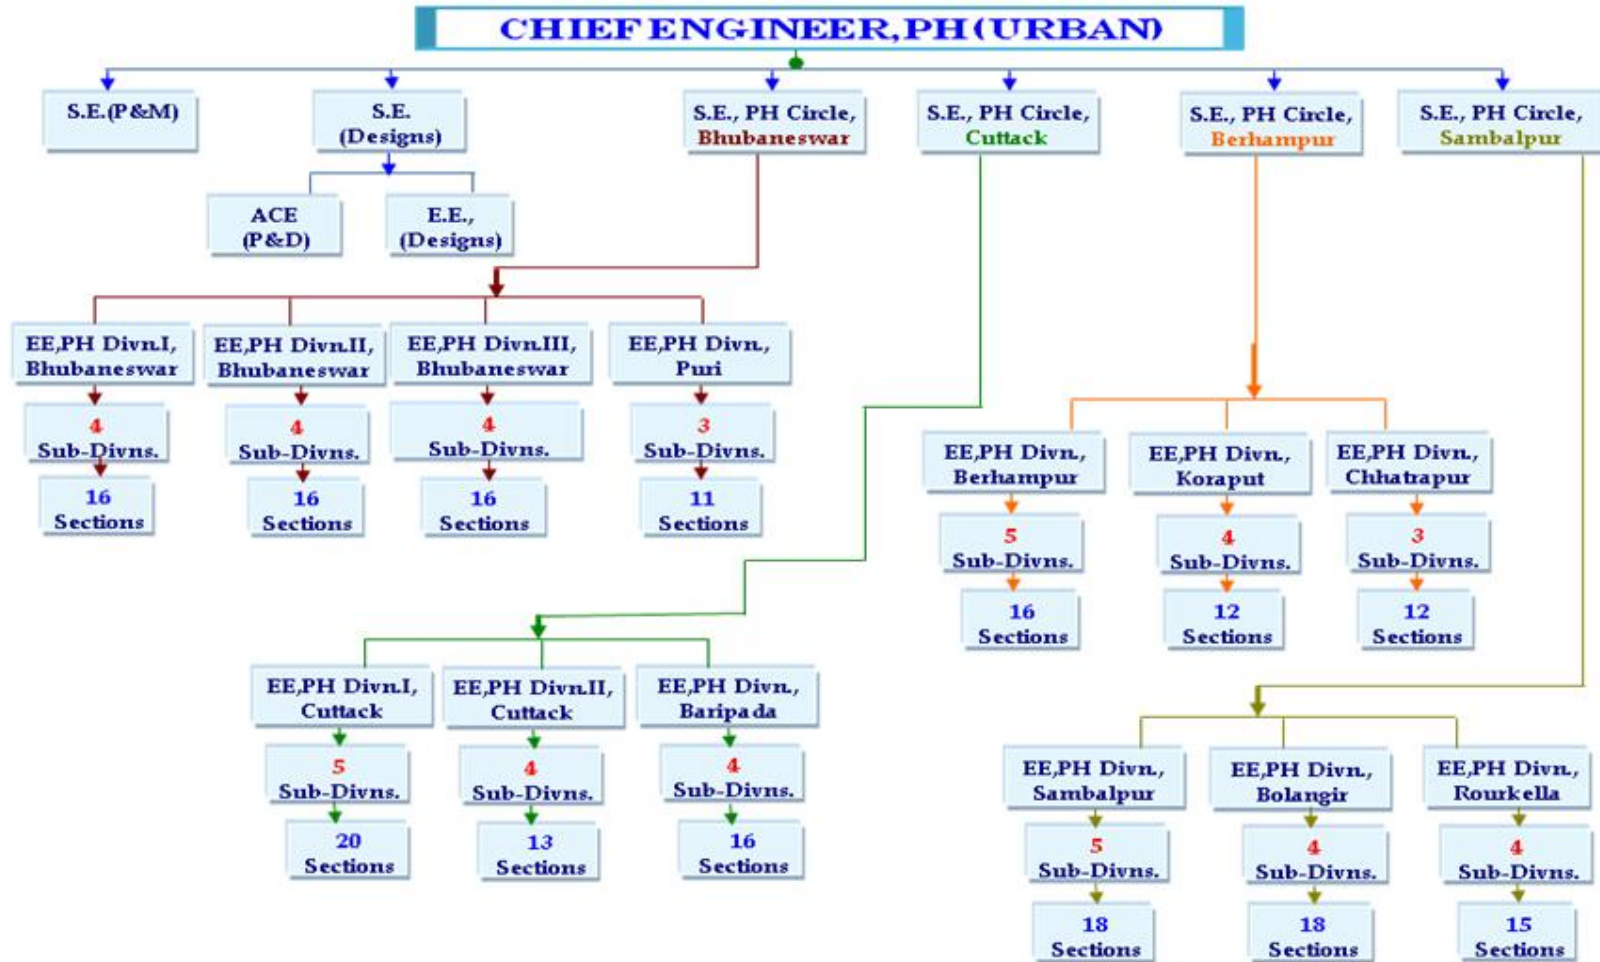 CHIEF ENGINEER, PH (URBAN)
S.E.(P&M)
S.E.
(Designs)
S.E., PH Circle,
Bhubaneswar
S.E., PH Circle,
Cuttack
S.E., PH Circle,
Berhampur
S.E., PH Circle,
Sambalpur
ACE
(P&D)
E.E.,
(Designs)
EE,PH Divn.I,
Bhubaneswar
EE,PH Divn.II,
Bhubaneswar
EE,PH Divn.III,
Bhubaneswar
EE,PH Divn.,
Puri
4
Sub-Divns.
4
Sub-Divns.
4
Sub-Divns.
3
Sub-Divns.
16
Sections
16
Sections
16
Sections
11
Sections
EE,PH Divn.,
Berhampur
EE,PH Divn.,
Koraput
EE,PH Divn.,
Chhatrapur
5
Sub-Divns.
4
Sub-Divns.
3
Sub-Divns.
16
Sections
12
Sections
12
Sections
EE,PH Divn.I,
Cuttack
EE,PH Divn.II,
Cuttack
EE,PH Divn.,
Baripada
5
Sub-Divns.
4
Sub-Divns.
4
Sub-Divns.
20
Sections
13
Sections
16
Sections
EE,PH Divn.,
Sambalpur
EE,PH Divn.,
Bolangir
EE,PH Divn.,
Rourkella
5
Sub-Divns.
4
Sub-Divns.
4
Sub-Divns.
18
Sections
18
Sections
15
Sections